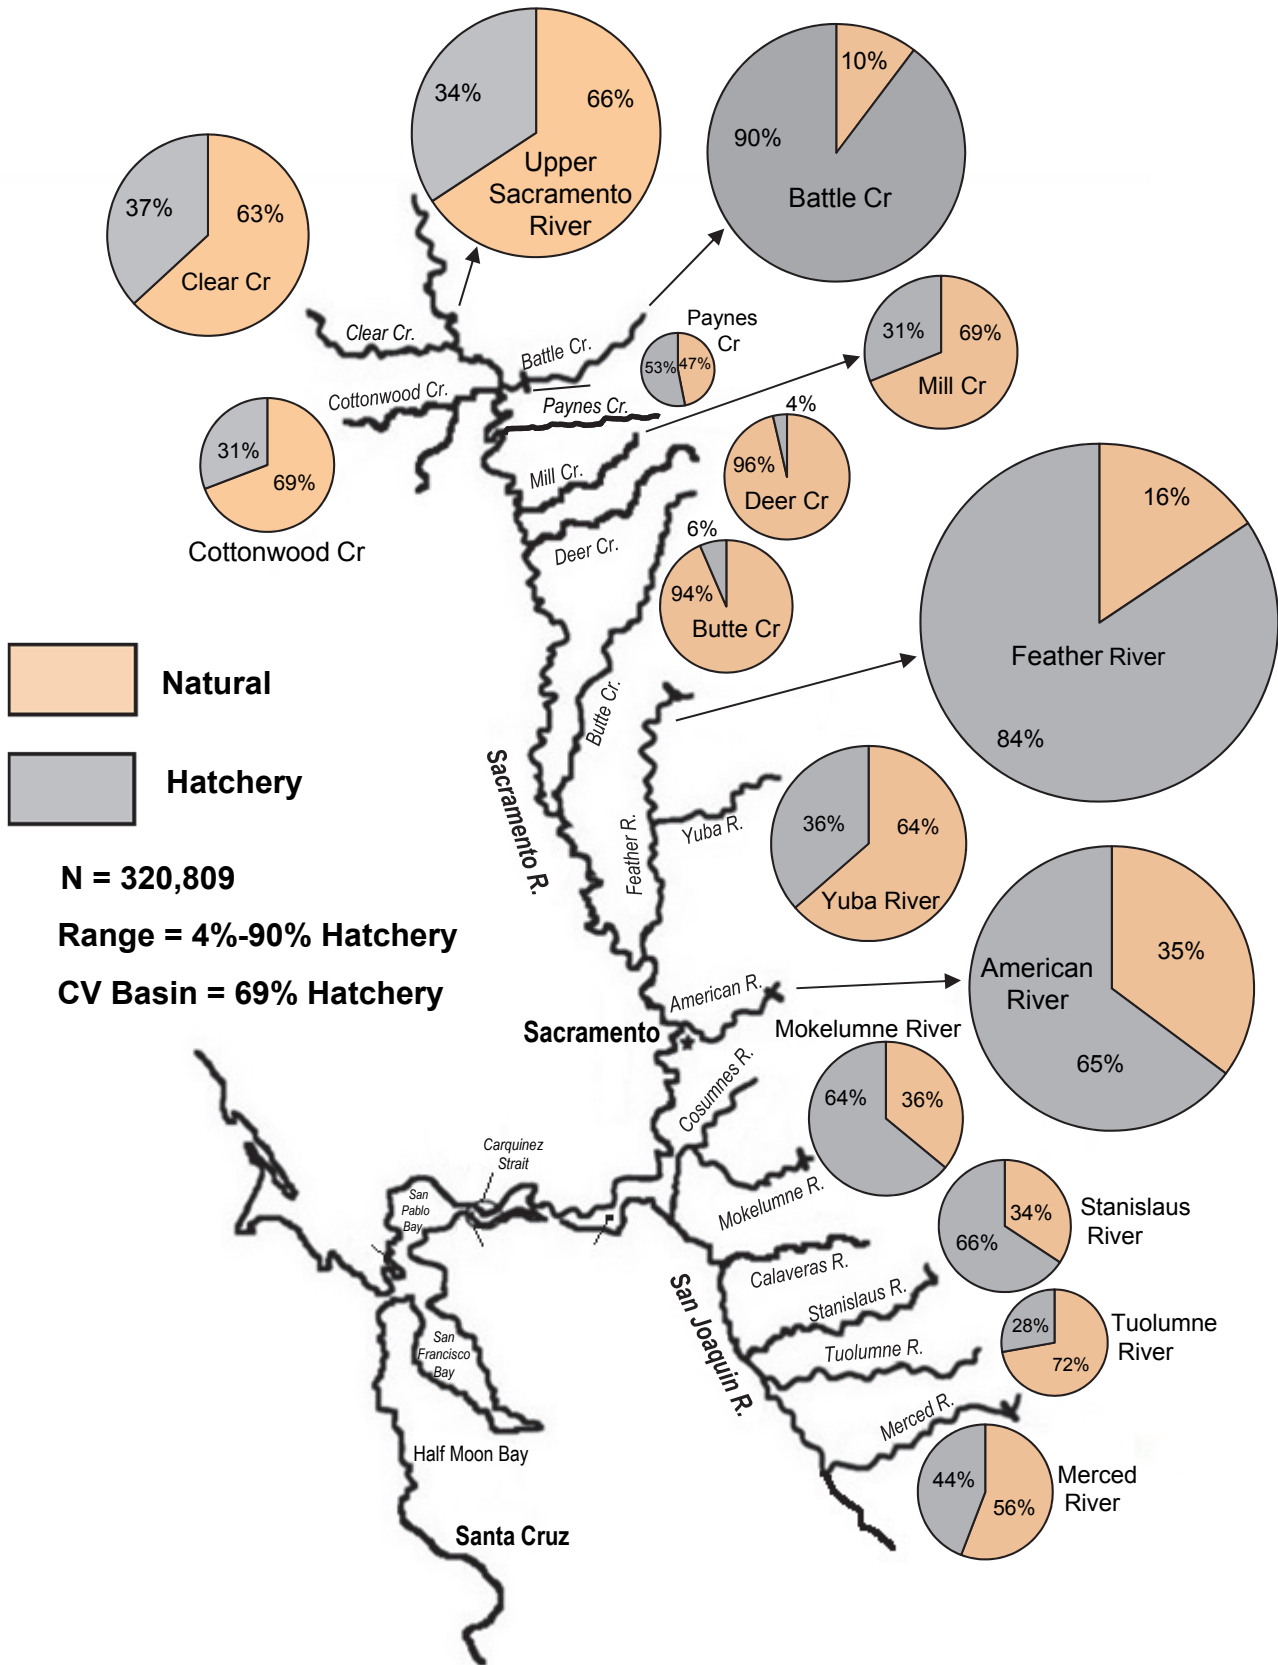 34%
66%
Upper
Sacramento
River
10%
90%
Battle Cr
37%
63%
Clear Cr
Clear Cr.
Battle Cr.
Paynes
Cr
53%
47%
31%
69%
Mill Cr
Cottonwood Cr.
Paynes Cr.
31%
69%
Cottonwood Cr
Mill Cr.
4%
96%
Deer Cr
Deer Cr.
6%
94%
Butte Cr
16%
Feather River
84%
Natural
Hatchery
Butte Cr.
Sacramento R.
Feather R.
Yuba R.
36%
64%
Yuba River
N = 320,809
Range = 4%-90% Hatchery
CV Basin = 69% Hatchery
35%
American
River
65%
American R.
Sacramento
Mokelumne River
64%
36%
Cosumnes R.
Carquinez
Strait
San
Pablo
Bay
Mokelumne R.
34%
66%
Stanislaus
River
Calaveras R.
San Joaquin R.
Stanislaus R.
28%
72%
Tuolumne
River
Tuolumne R.
San
Francisco
Bay
Merced R.
Half Moon Bay
44%
56%
Merced
River
Santa Cruz